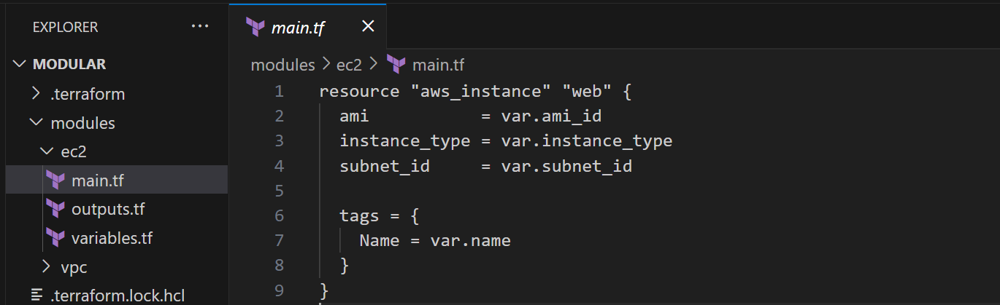 EXPLORER ···
MODULAR
.terraform
modules
ec2
main.tf
outputs.tf
variables.tf
vpc
.terraform.lock.hcl
main.tf ×
modules > ec2 > main.tf
1 resource "aws_instance" "web" {
2   ami           = var.ami_id
3   instance_type = var.instance_type
4   subnet_id     = var.subnet_id
5
6   tags = {
7     Name = var.name
8   }
9 }